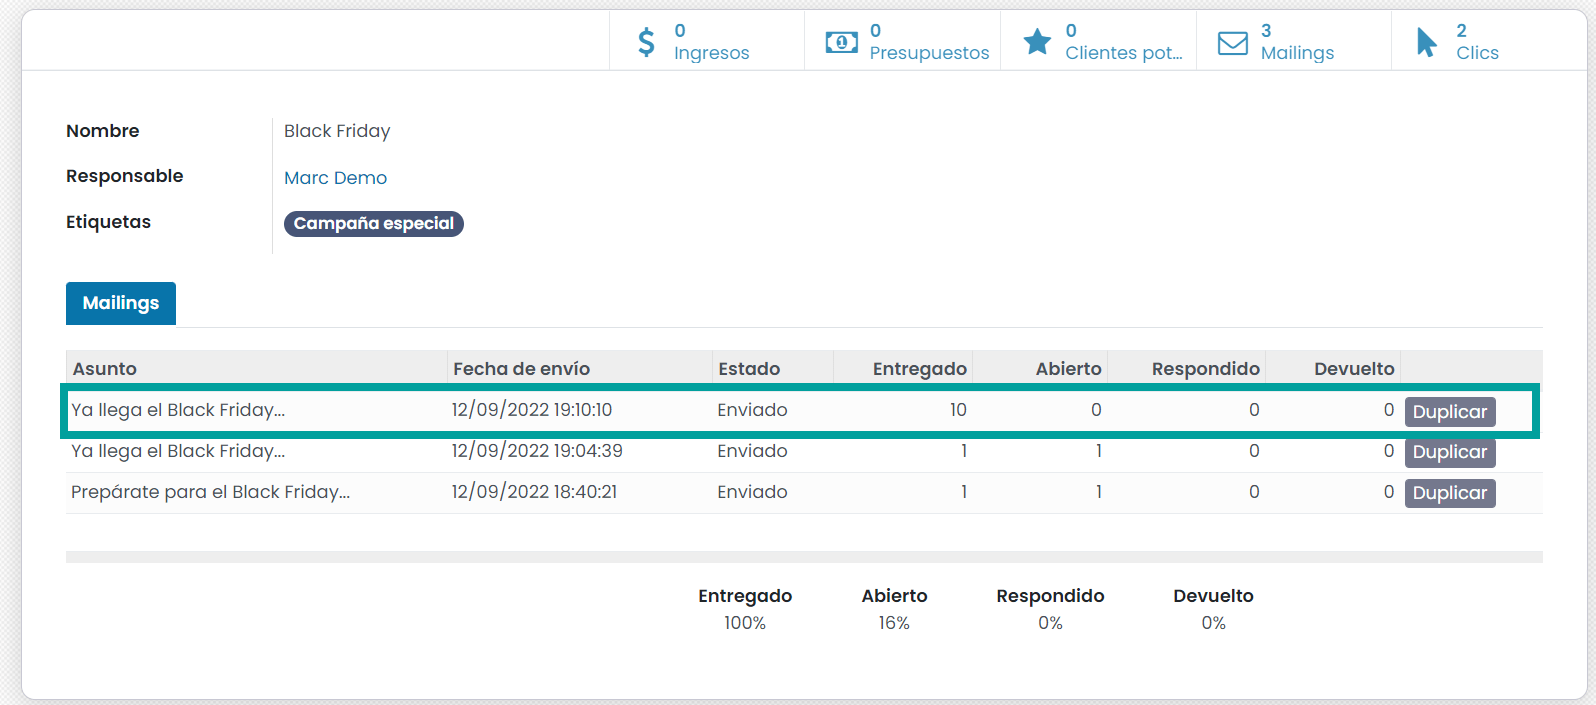 0 0 0 3 2
Ingresos Presupuestos Clientes pot... Mailings Clics
Nombre Black Friday
Responsable Marc Demo
Etiquetas Campaña especial
Mailings
Asunto Fecha de envío Estado Entregado Abierto Respondido Devuelto
Ya llega el Black Friday... 12/09/2022 19:10:10 Enviado 10 0 0 0 Duplicar
Ya llega el Black Friday... 12/09/2022 19:04:39 Enviado 1 1 0 0 Duplicar
Prepárate para el Black Friday... 12/09/2022 18:40:21 Enviado 1 1 0 0 Duplicar
Entregado Abierto Respondido Devuelto
100% 16% 0% 0%